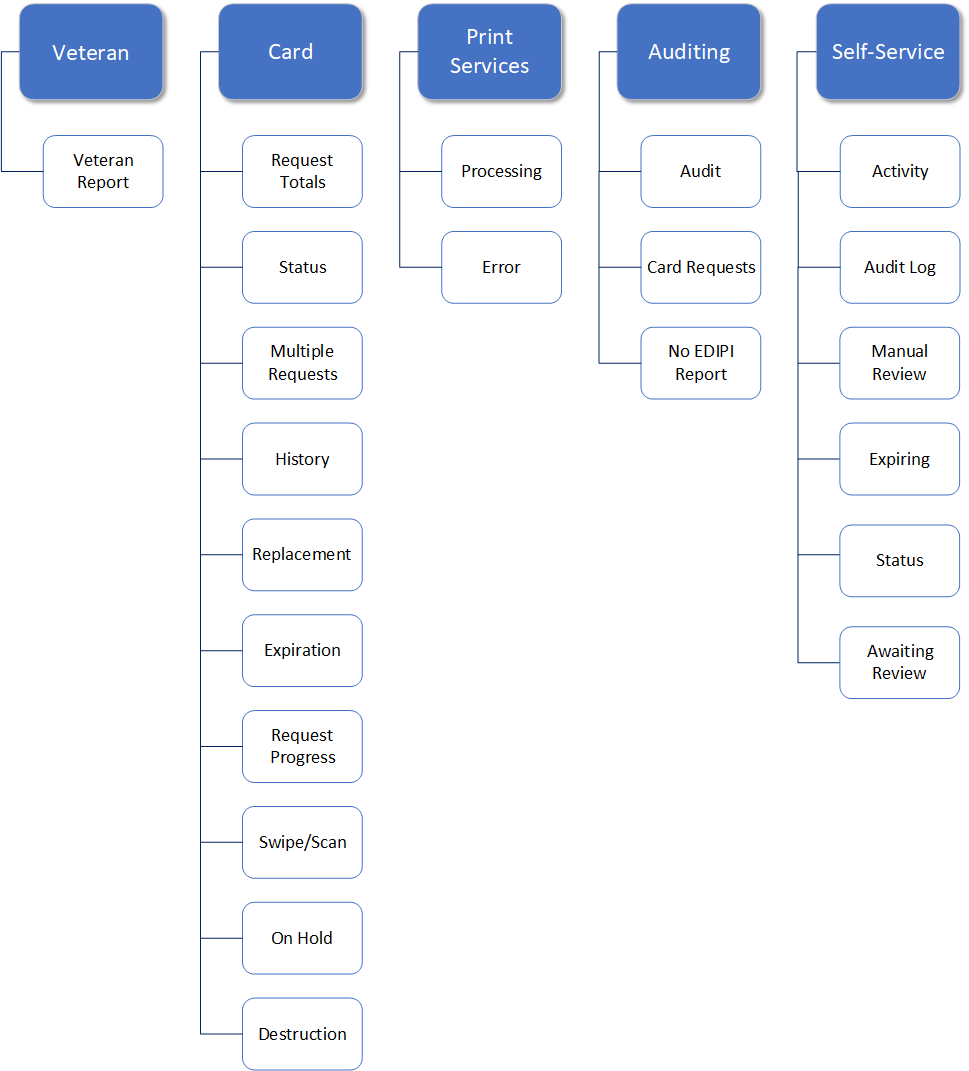 Veteran
Veteran
Report
Card
Request
Totals
Status
Multiple
Requests
History
Replacement
Expiration
Request
Progress
Swipe/Scan
On Hold
Destruction
Print
Services
Processing
Error
Auditing
Audit
Card Requests
No EDIPI
Report
Self-Service
Activity
Audit Log
Manual
Review
Expiring
Status
Awaiting
Review